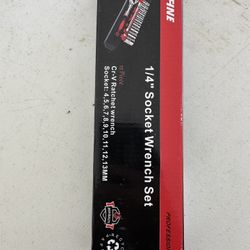 1/4" Socket Wrench Set
Cr-V Ratchet wrench
Socket: 4,5,6,7,8,9,10,11,12,13MM
PROFESS